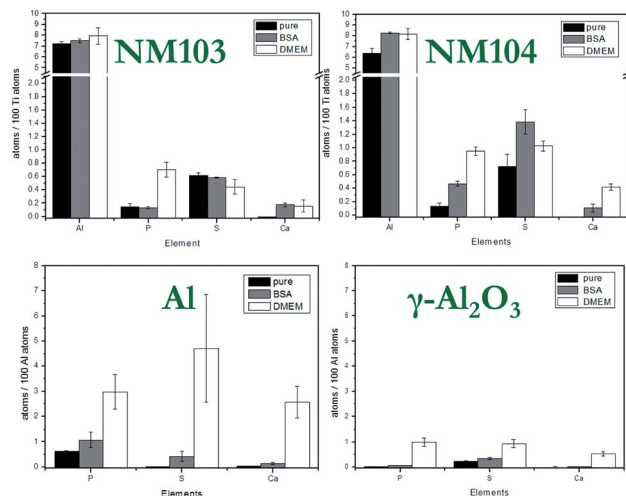 NM103
pure
BSA
DMEM
atoms / 100 Ti atoms
9
8
7
6
5
1.8
1.6
1.4
1.2
1.0
0.8
0.6
0.4
0.2
0.0
Al P S Ca
Element
NM104
pure
BSA
DMEM
atoms / 100 Ti atoms
9
8
7
6
5
2.0
1.8
1.6
1.4
1.2
1.0
0.8
0.6
0.4
0.2
0.0
Al P S Ca
Elements
Al
pure
BSA
DMEM
atoms / 100 Al atoms
8
7
6
5
4
3
2
1
0
P S Ca
Elements
γ-Al₂O₃
pure
BSA
DMEM
atoms / 100 Al atoms
8
7
6
5
4
3
2
1
0
P S Ca
Elements